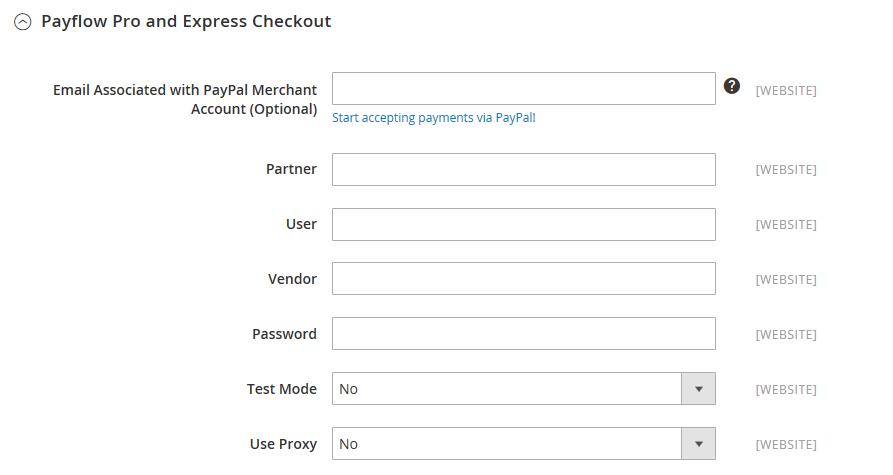 Payflow Pro and Express Checkout
Email Associated with PayPal Merchant
Account (Optional)
? [WEBSITE]
Start accepting payments via PayPal!
Partner [WEBSITE]
User [WEBSITE]
Vendor [WEBSITE]
Password [WEBSITE]
Test Mode No [WEBSITE]
Use Proxy No [WEBSITE]